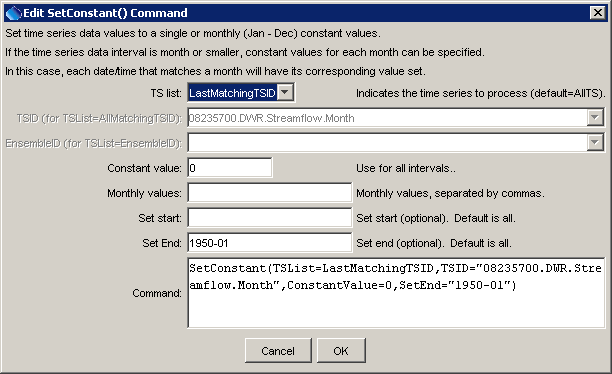 Edit SetConstant() Command
Set time series data values to a single or monthly (Jan - Dec) constant values.
If the time series data interval is month or smaller, constant values for each month can be specified.
In this case, each date/time that matches a month will have its corresponding value set.
TS list: LastMatchingTSID Indicates the time series to process (default=AllTS).
TSID (for TSList=AllMatchingTSID): 08235700.DWR.Streamflow.Month
EnsembleID (for TSList=EnsembleID):
Constant value: 0 Use for all intervals..
Monthly values: Monthly values, separated by commas.
Set start: Set start (optional). Default is all.
Set End: 1950-01 Set end (optional). Default is all.
Command: SetConstant(TSList=LastMatchingTSID,TSID="08235700.DWR.Stre
amflow.Month",ConstantValue=0,SetEnd="1950-01")
Cancel OK